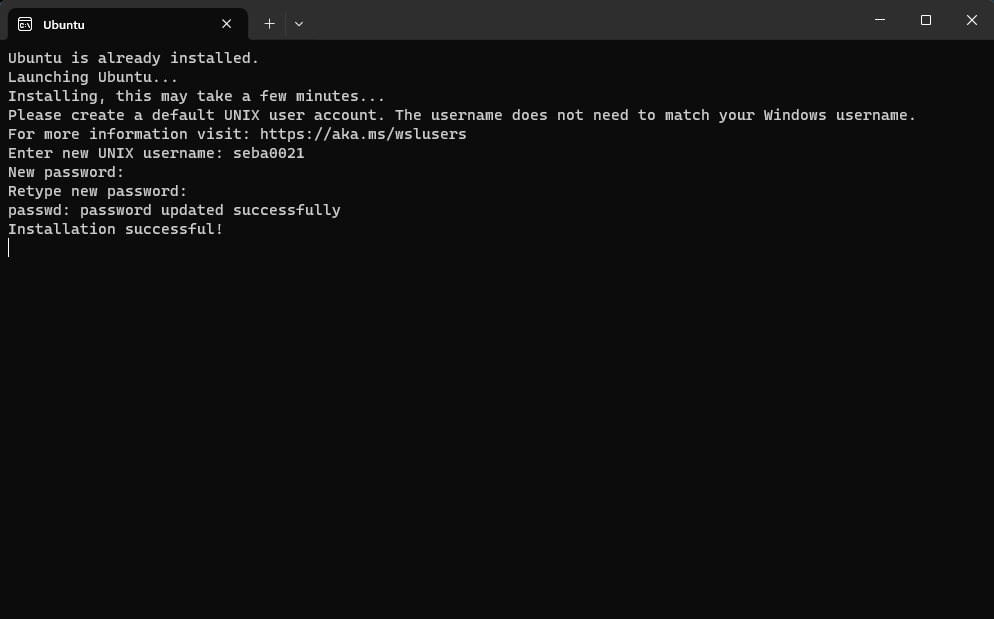 Ubuntu
Ubuntu is already installed.
Launching Ubuntu...
Installing, this may take a few minutes...
Please create a default UNIX user account. The username does not need to match your Windows username.
For more information visit: https://aka.ms/wslusers
Enter new UNIX username: seba0021
New password:
Retype new password:
passwd: password updated successfully
Installation successful!